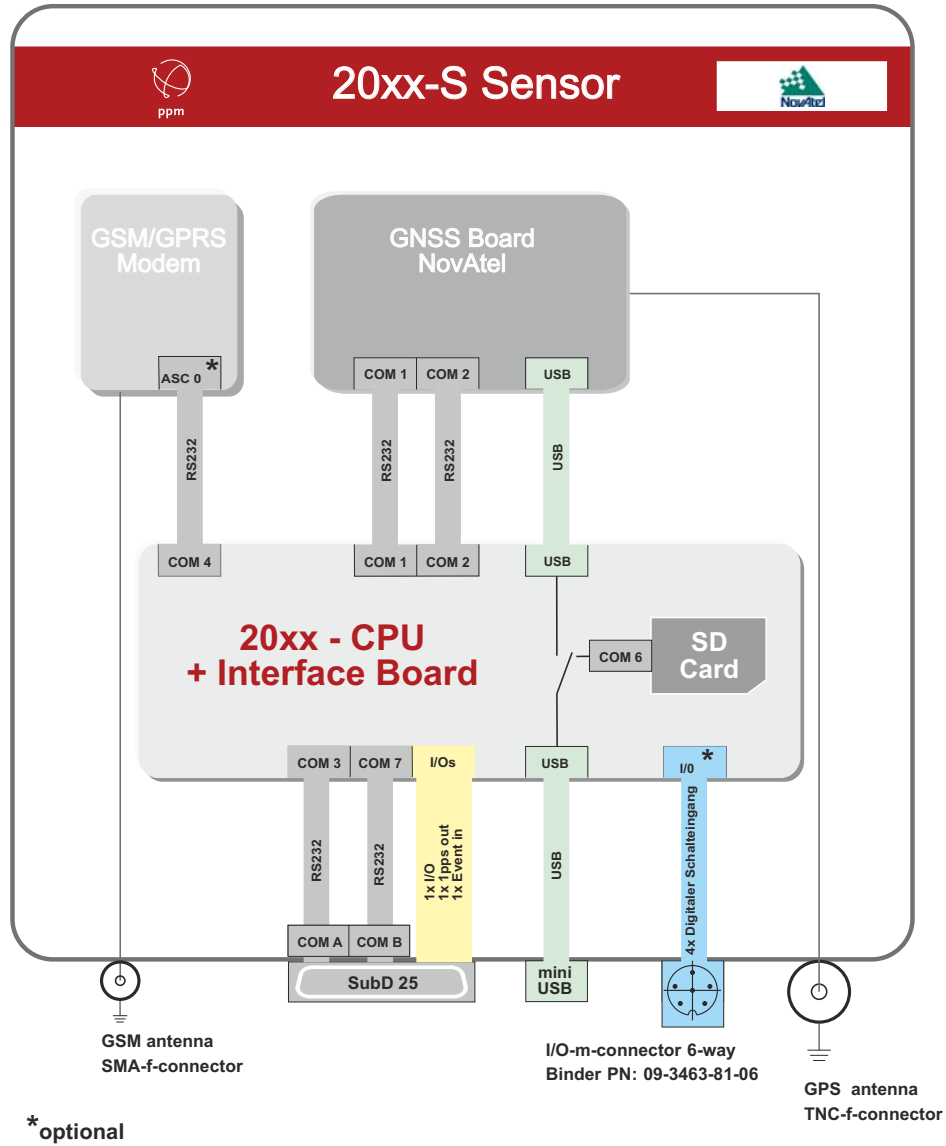 20xx-S Sensor
ppm
NovAtel
GSM/GPRS
Modem
GNSS Board
NovAtel
ASC 0 *
COM 1
COM 2
USB
RS232
RS232
RS232
USB
COM 4
COM 1
COM 2
USB
20xx - CPU
+ Interface Board
COM 6
SD
Card
COM 3
COM 7
I/Os
USB
I/0 *
RS232
RS232
1x I/O
1x 1pps out
1x Event in
USB
4x Digitaler Schalteingang
COM A
COM B
SubD 25
mini
USB
GSM antenna
SMA-f-connector
I/O-m-connector 6-way
Binder PN: 09-3463-81-06
GPS antenna
TNC-f-connector
*optional